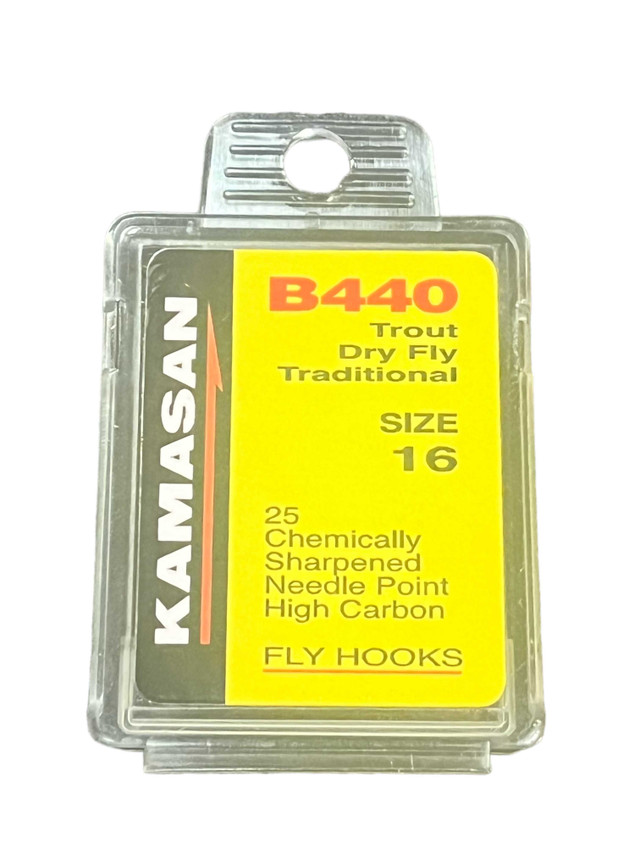 KAMASAN
B440
Trout
Dry Fly
Traditional
SIZE
16
25
Chemically
Sharpened
Needle Point
High Carbon
FLY HOOKS